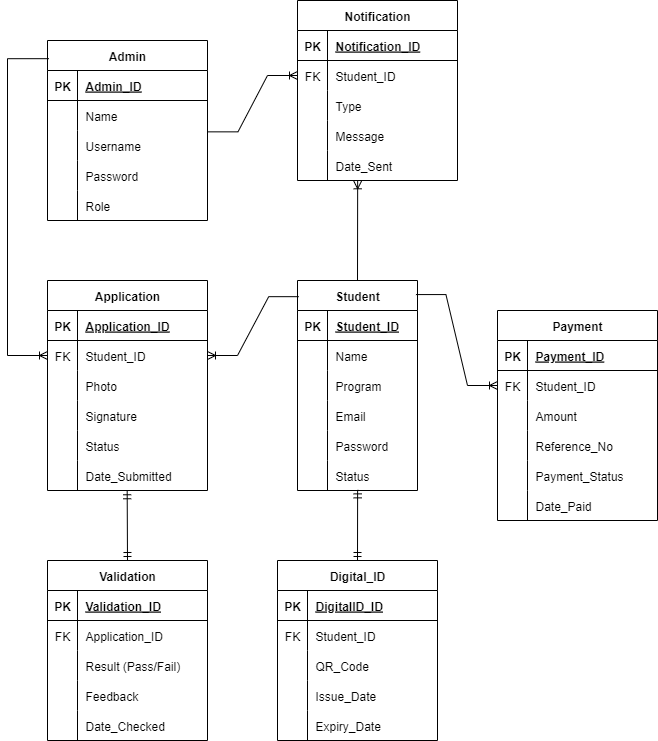 Notification
PK Notification_ID
FK Student_ID
Type
Message
Date_Sent
Admin
PK Admin_ID
Name
Username
Password
Role
Application
PK Application_ID
FK Student_ID
Photo
Signature
Status
Date_Submitted
Student
PK Student_ID
Name
Program
Email
Password
Status
Payment
PK Payment_ID
FK Student_ID
Amount
Reference_No
Payment_Status
Date_Paid
Validation
PK Validation_ID
FK Application_ID
Result (Pass/Fail)
Feedback
Date_Checked
Digital_ID
PK DigitalID_ID
FK Student_ID
QR_Code
Issue_Date
Expiry_Date